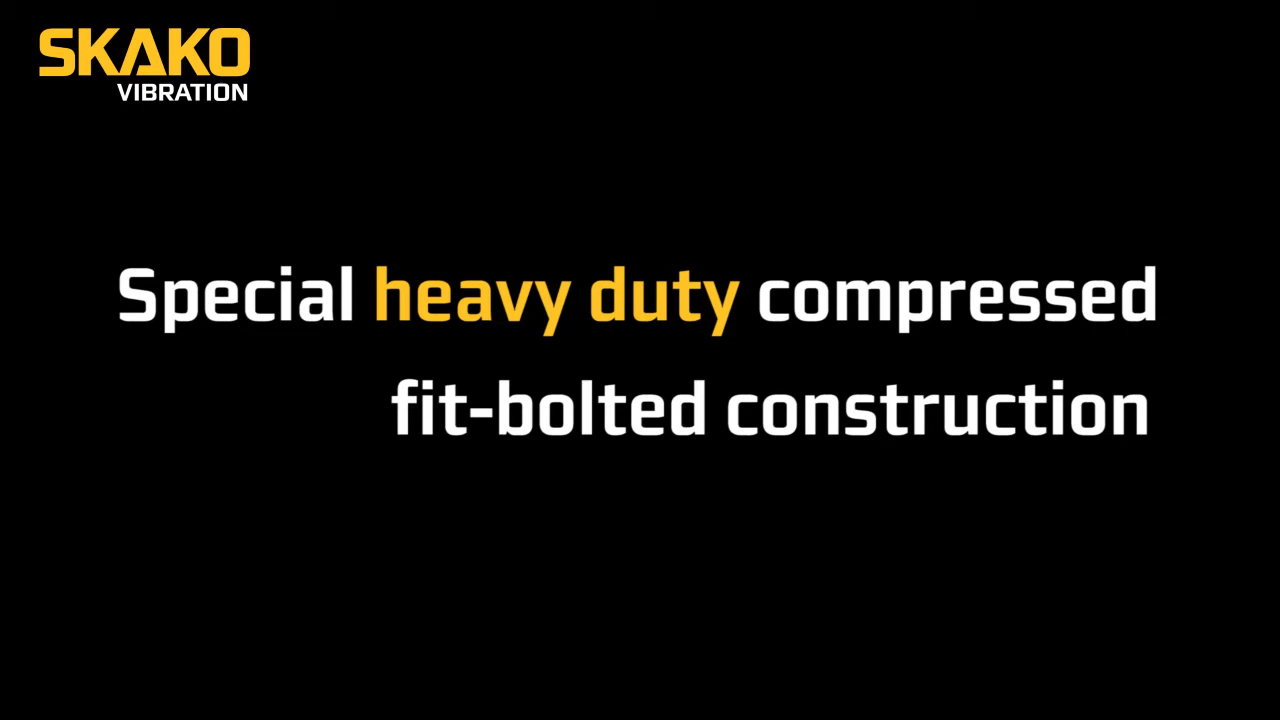 SKAKO
VIBRATION
Special heavy duty compressed
fit-bolted construction